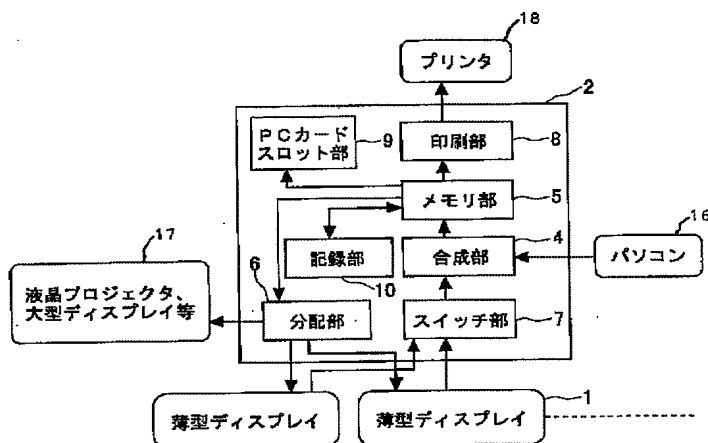 18
プリンタ
2
PCカード
スロット部
9
印刷部
8
メモリ部
5
16
17
6
記録部
10
合成部
4
パソコン
液晶プロジェクタ、
大型ディスプレイ等
分配部
スイッチ部
7
薄型ディスプレイ
薄型ディスプレイ
1